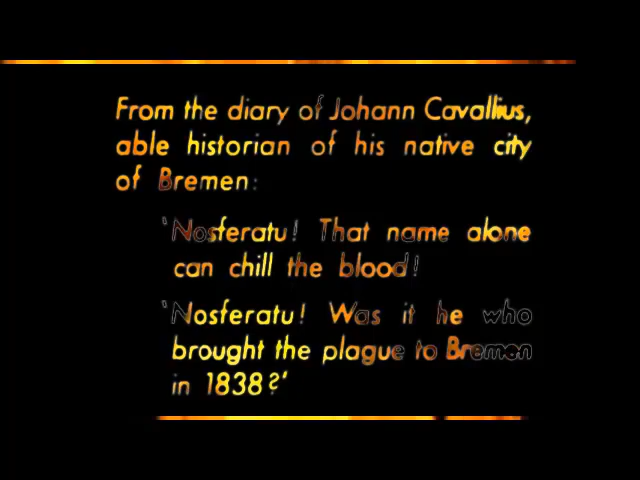 From the diary of Johann Cavallius,
able historian of his native city
of Bremen:
'Nosferatu! That name alone
can chill the blood!
'Nosferatu! Was it he who
brought the plague to Bremen
in 1838?'